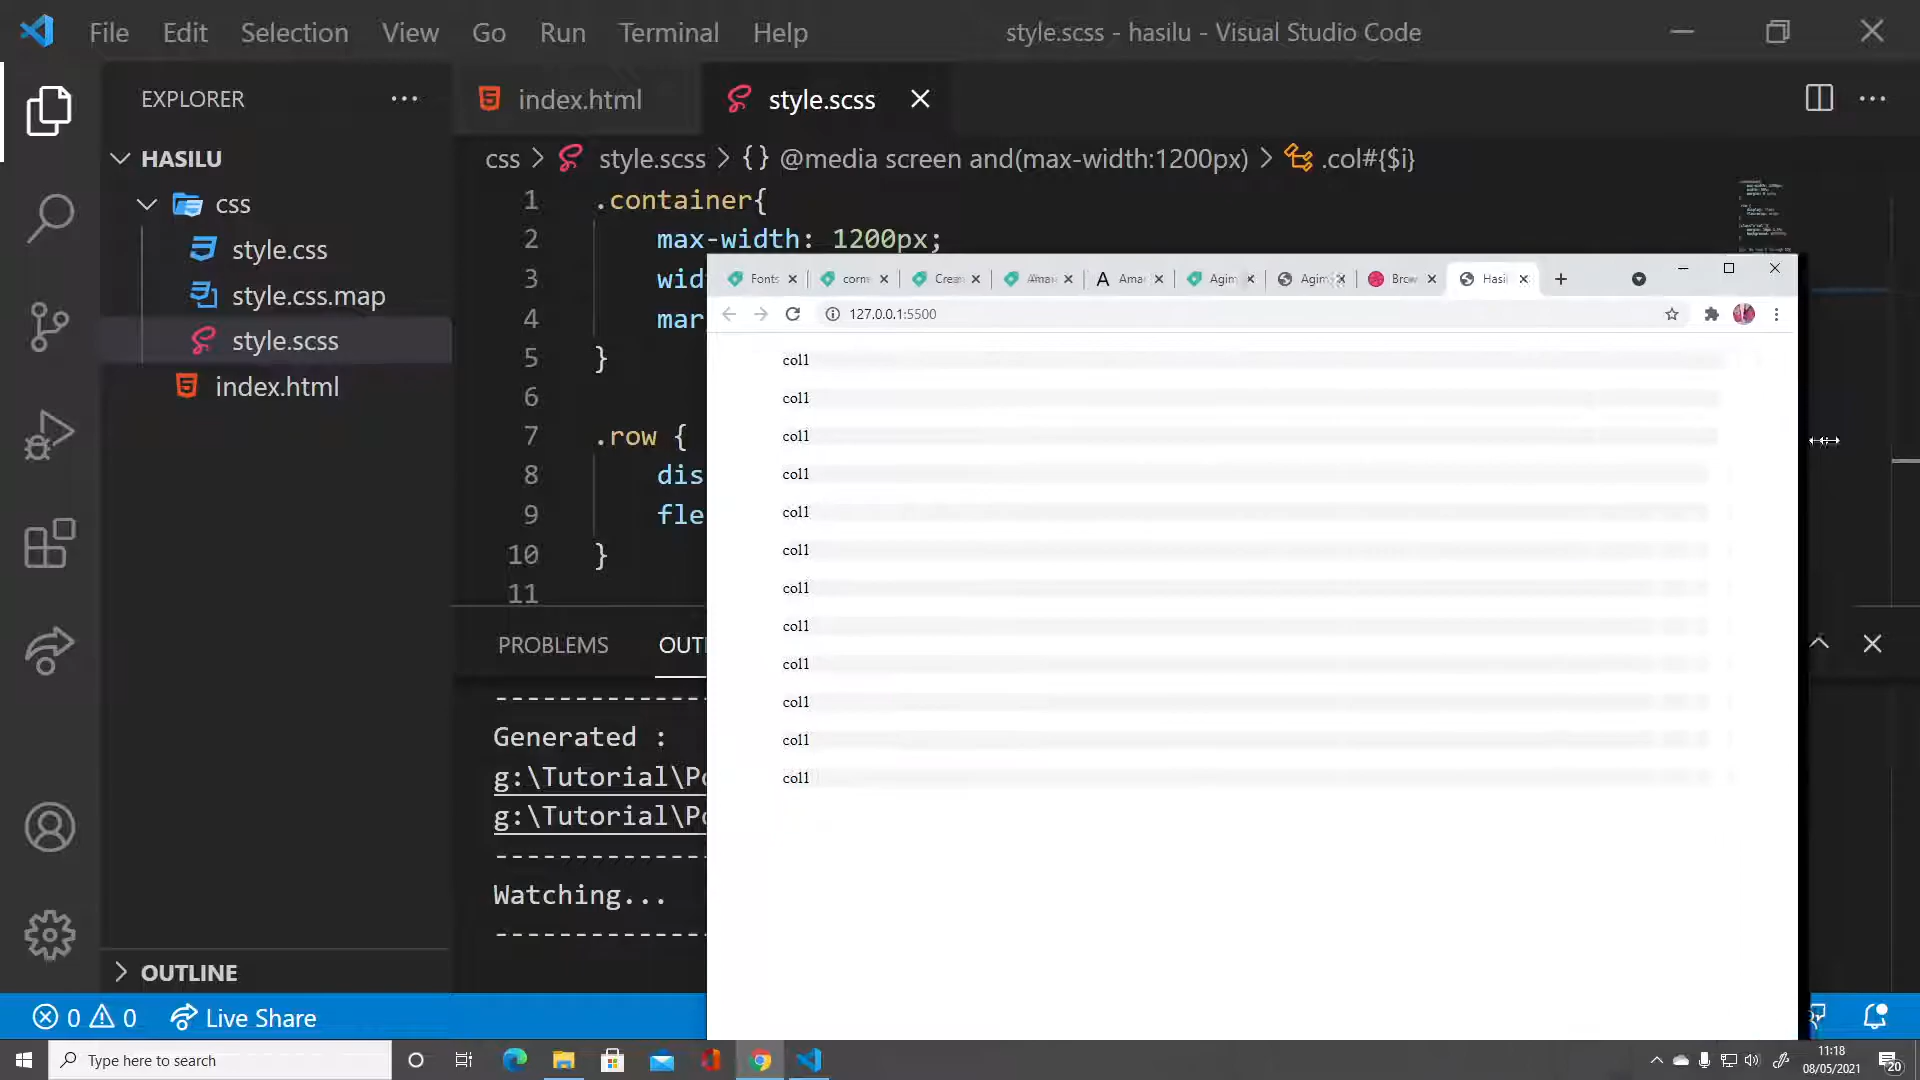 File Edit Selection View Go Run Terminal Help
style.scss - hasilu - Visual Studio Code
EXPLORER
HASILU
css
style.css
style.css.map
style.scss
index.html
OUTLINE
index.html style.scss
css > style.scss > {} @media screen and(max-width:1200px) > .col#{$i}
1 .container{
2 max-width: 1200px;
3 wid
4 mar
5 }
6
7 .row {
8 dis
9 fle
10 }
11
PROBLEMS OUT
---------------
Generated :
g:\Tutorial\Po
g:\Tutorial\Po
---------------
Watching...
---------------
Fonts Crea Ama Agim Agim Brow Hasil
127.0.0.1:5500
col1
col1
col1
col1
col1
col1
col1
col1
col1
col1
col1
col1
0 0 Live Share
Type here to search
11:18
08/05/2021
20